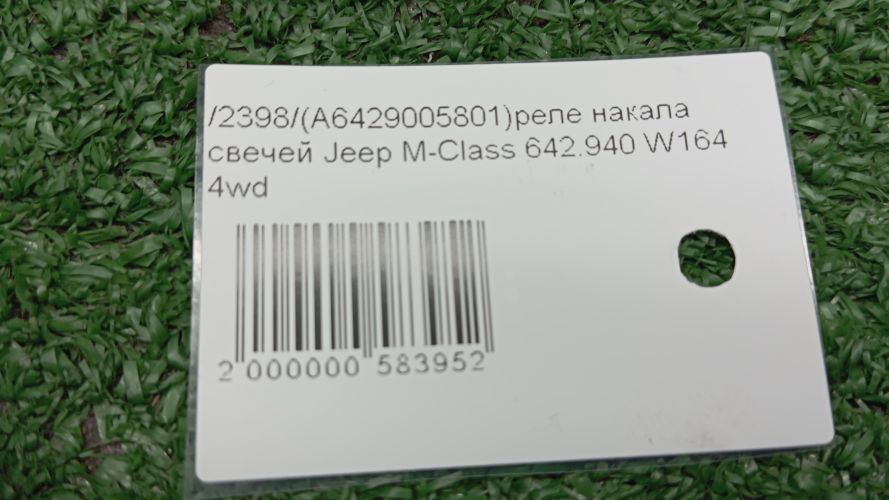 /2398/(A6429005801)реле накала
свечей Jeep M-Class 642.940 W164
4wd
2 000000 583952